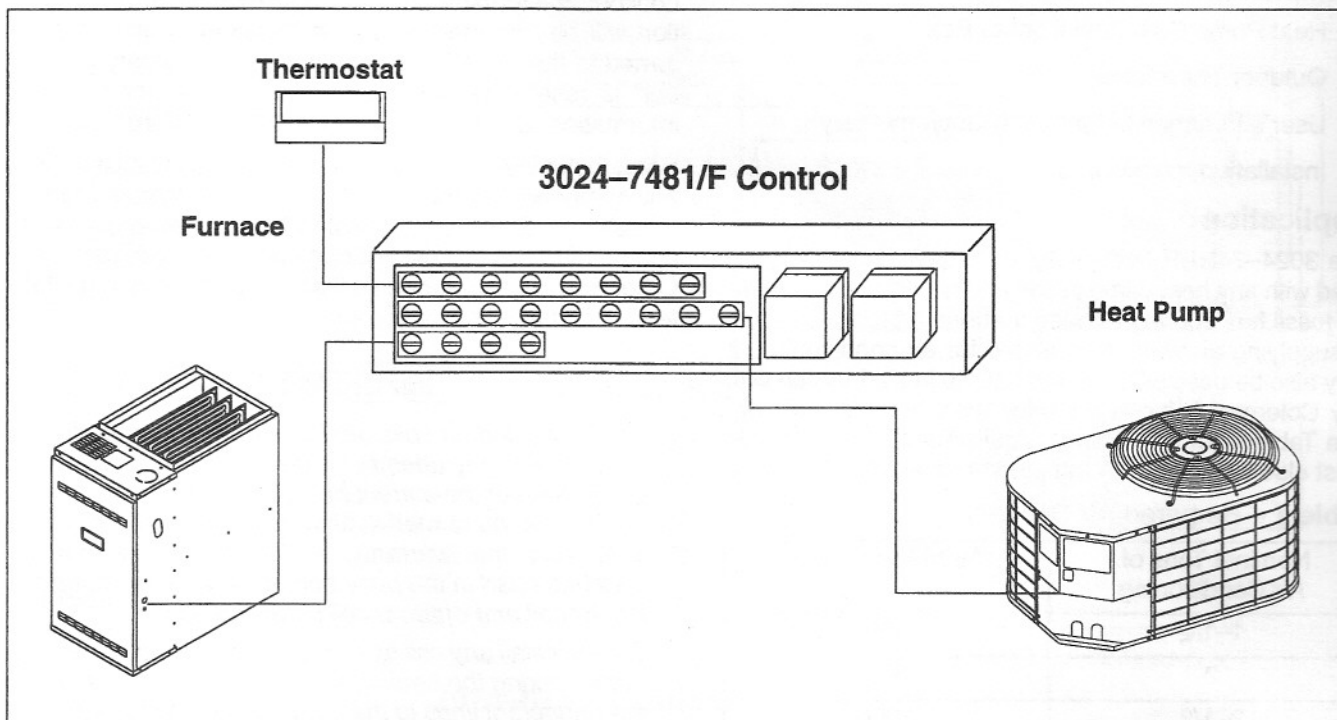 Thermostat
3024–7481/F Control
Furnace
Heat Pump